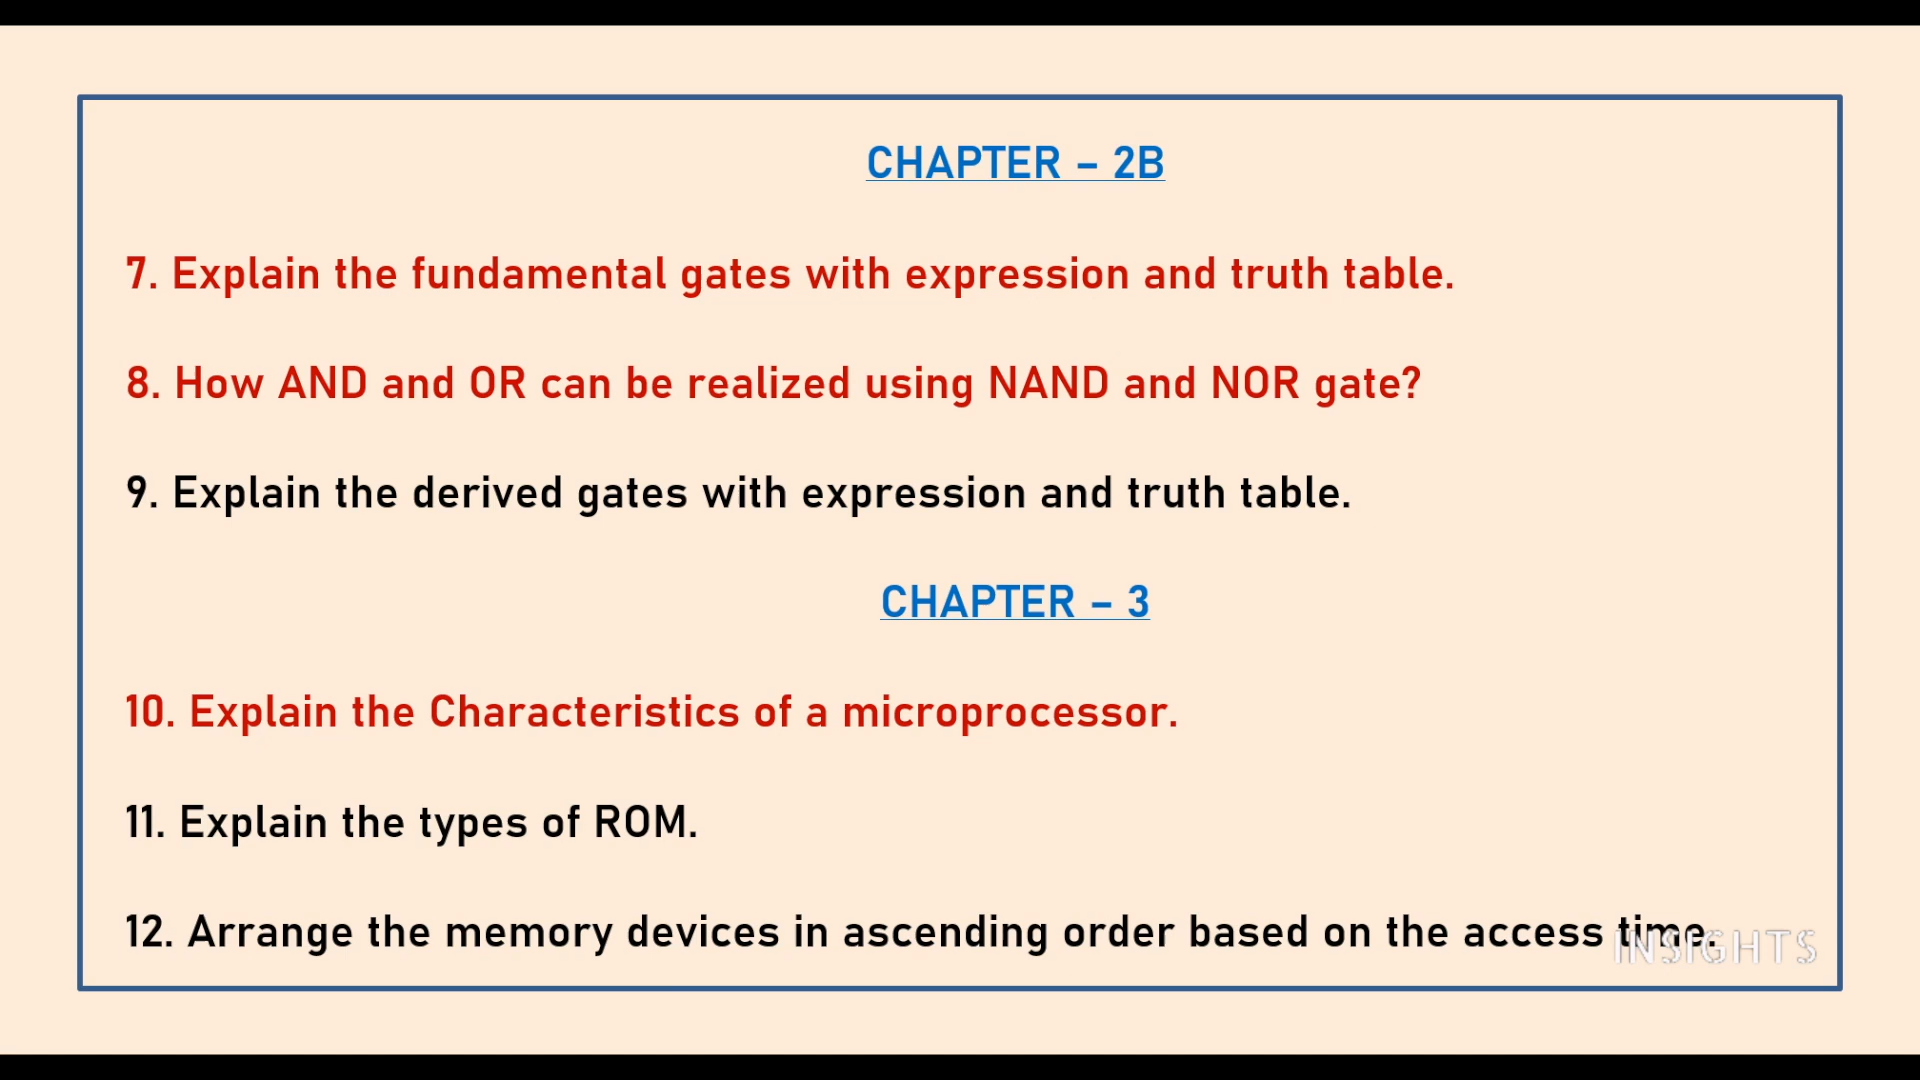 CHAPTER – 2B
7. Explain the fundamental gates with expression and truth table.
8. How AND and OR can be realized using NAND and NOR gate?
9. Explain the derived gates with expression and truth table.
CHAPTER – 3
10. Explain the Characteristics of a microprocessor.
11. Explain the types of ROM.
12. Arrange the memory devices in ascending order based on the access time.
INSIGHTS